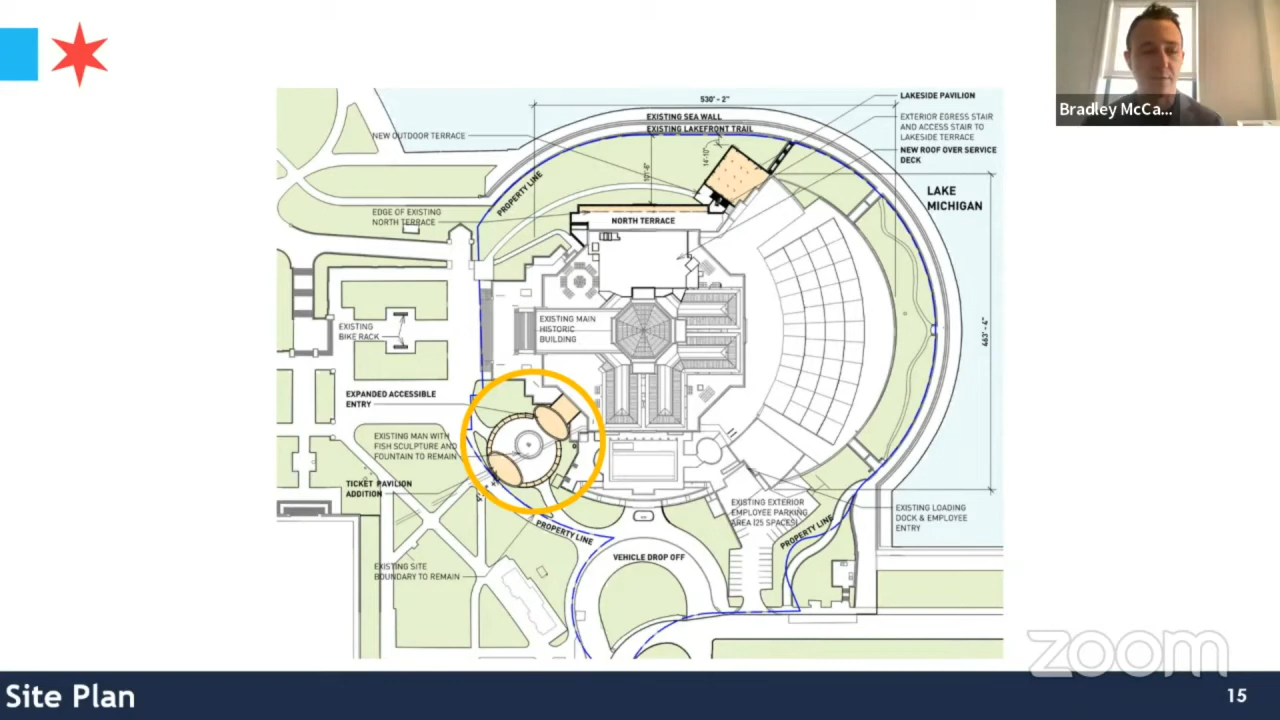 Bradley McCa...
530' - 2"
EXISTING SEA WALL
EXISTING LAKEFRONT TRAIL
LAKESIDE PAVILION
EXTERIOR EGRESS STAIR
AND ACCESS STAIR TO
LAKESIDE TERRACE
NEW ROOF OVER SERVICE
DECK
NEW OUTDOOR TERRACE
PROPERTY LINE
LAKE
MICHIGAN
EDGE OF EXISTING
NORTH TERRACE
NORTH TERRACE
EXISTING MAIN
HISTORIC
BUILDING
EXISTING
BIKE RACK
463' - 4"
EXPANDED ACCESSIBLE
ENTRY
EXISTING MAN WITH
FISH SCULPTURE AND
FOUNTAIN TO REMAIN
TICKET PAVILION
ADDITION
PROPERTY LINE
EXISTING EXTERIOR
EMPLOYEE PARKING
AREA (25 SPACES)
PROPERTY LINE
EXISTING LOADING
DOCK & EMPLOYEE
ENTRY
VEHICLE DROP OFF
EXISTING SITE
BOUNDARY TO REMAIN
zoom
Site Plan
15